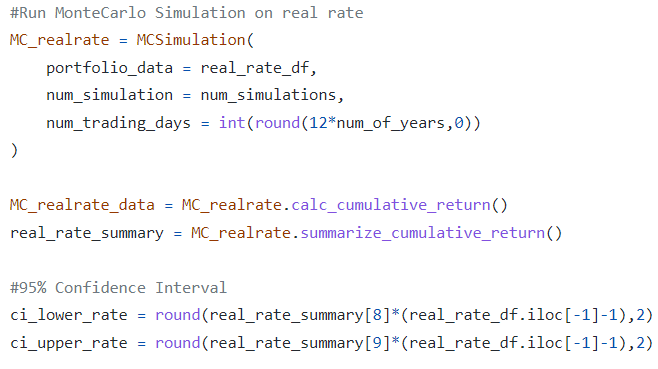 #Run MonteCarlo Simulation on real rate
MC_realrate = MCSimulation(
    portfolio_data = real_rate_df,
    num_simulation = num_simulations,
    num_trading_days = int(round(12*num_of_years,0))
)

MC_realrate_data = MC_realrate.calc_cumulative_return()
real_rate_summary = MC_realrate.summarize_cumulative_return()

#95% Confidence Interval
ci_lower_rate = round(real_rate_summary[8]*(real_rate_df.iloc[-1]-1),2)
ci_upper_rate = round(real_rate_summary[9]*(real_rate_df.iloc[-1]-1),2)